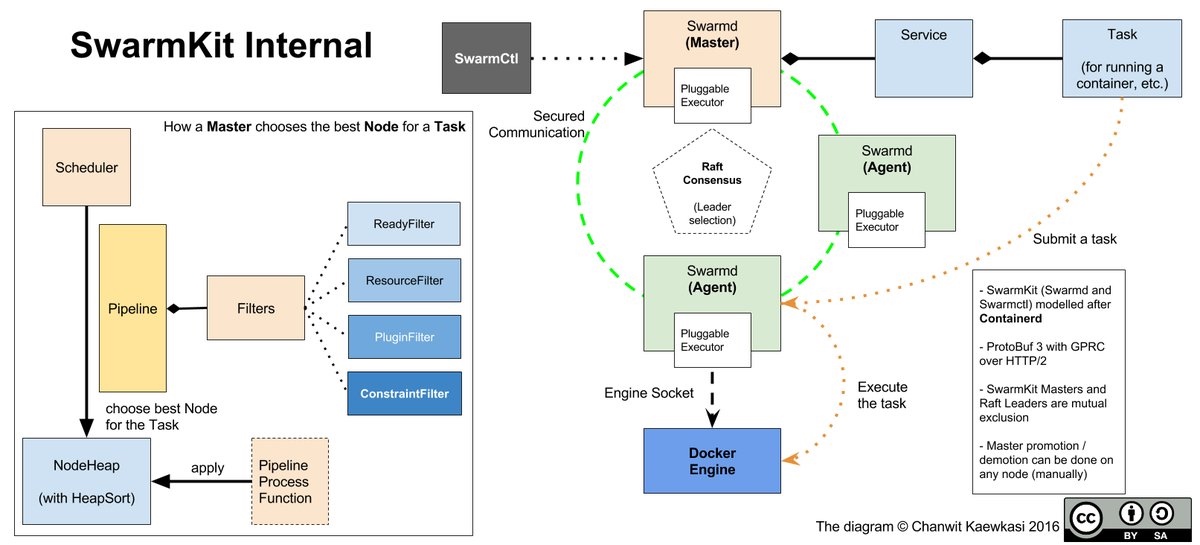 SwarmKit Internal
How a Master chooses the best Node for a Task
Scheduler
Pipeline
Filters
ReadyFilter
ResourceFilter
PluginFilter
ConstraintFilter
choose best Node
for the Task
NodeHeap
(with HeapSort)
apply
Pipeline
Process
Function
SwarmCtl
Swarmd
(Master)
Pluggable
Executor
Service
Task
(for running a
container, etc.)
Secured
Communication
Raft
Consensus
(Leader
selection)
Swarmd
(Agent)
Pluggable
Executor
Submit a task
Swarmd
(Agent)
Pluggable
Executor
Engine Socket
Execute
the task
Docker
Engine
- SwarmKit (Swarmd and
Swarmctl) modelled after
Containerd
- ProtoBuf 3 with GPRC
over HTTP/2
- SwarmKit Masters and
Raft Leaders are mutual
exclusion
- Master promotion /
demotion can be done on
any node (manually)
The diagram © Chanwit Kaewkasi 2016
cc
BY SA